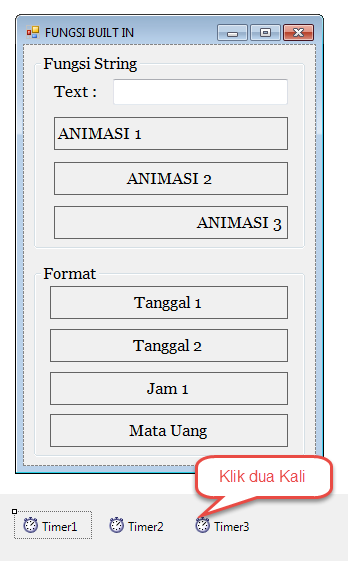 FUNGSI BUILT IN
Fungsi String
Text :
ANIMASI 1
ANIMASI 2
ANIMASI 3
Format
Tanggal 1
Tanggal 2
Jam 1
Mata Uang
Klik dua Kali
Timer1 Timer2 Timer3